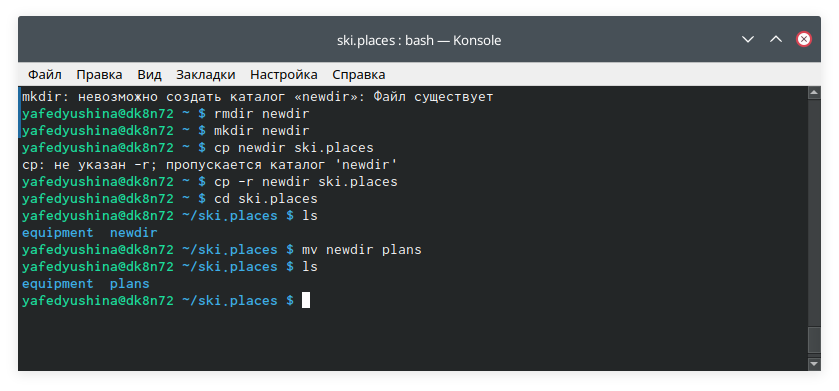 ski.places : bash — Konsole
Файл Правка Вид Закладки Настройка Справка
mkdir: невозможно создать каталог «newdir»: Файл существует
yafedyushina@dk8n72 ~ $ rmdir newdir
yafedyushina@dk8n72 ~ $ mkdir newdir
yafedyushina@dk8n72 ~ $ cp newdir ski.places
cp: не указан -r; пропускается каталог 'newdir'
yafedyushina@dk8n72 ~ $ cp -r newdir ski.places
yafedyushina@dk8n72 ~ $ cd ski.places
yafedyushina@dk8n72 ~/ski.places $ ls
equipment newdir
yafedyushina@dk8n72 ~/ski.places $ mv newdir plans
yafedyushina@dk8n72 ~/ski.places $ ls
equipment plans
yafedyushina@dk8n72 ~/ski.places $